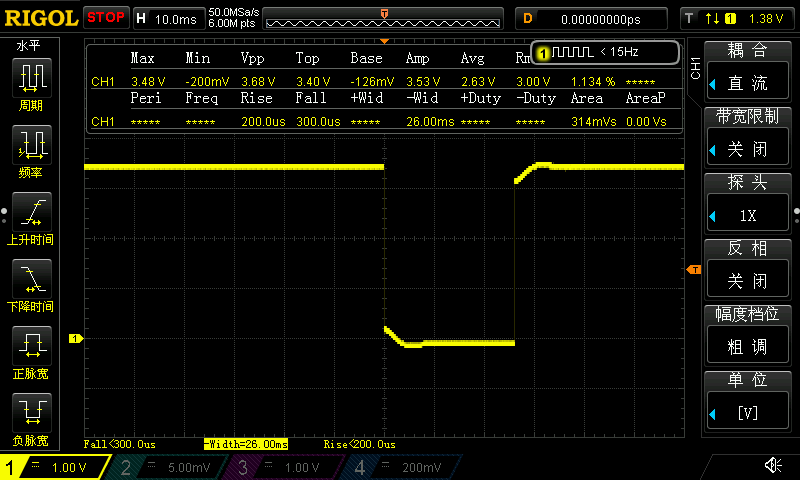 RIGOL STOP H 10.0ms 50.0MSa/s 6.00M pts T D 0.00000000ps T 1 1.38 V
水平
周期
频率
上升时间
下降时间
正脉宽
负脉宽
1 < 15Hz
Max Min Vpp Top Base Amp Avg
CH1 3.48 V -200mV 3.68 V 3.40 V -126mV 3.53 V 2.63 V 3.00 V 1.134 % *****
Peri Freq Rise Fall +Wid -Wid +Duty -Duty Area AreaP
CH1 ***** ***** 200.0us 300.0us ***** 26.00ms ***** ***** 314mVs 0.00 Vs
1
T
Fall<300.0us -Width=26.00ms Rise<200.0us
CH1
耦合
直流
带宽限制
关闭
探头
1X
反相
关闭
幅度档位
粗调
单位
[V]
1 1.00 V 2 5.00mV 3 1.00 V 4 200mV